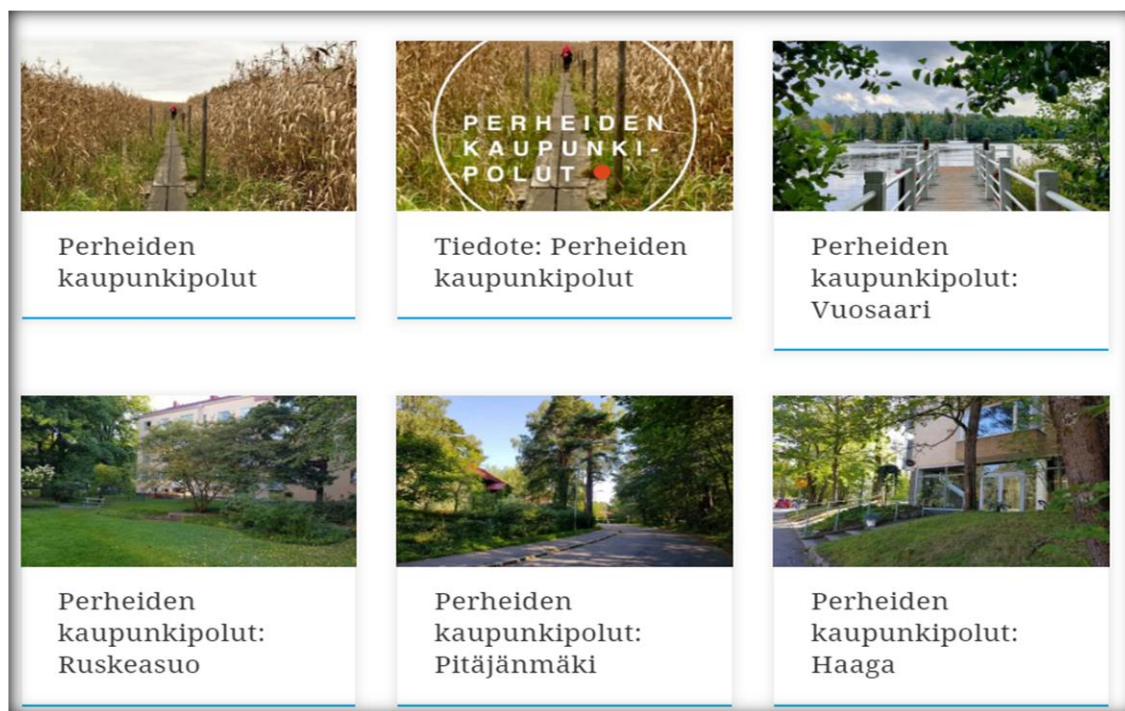 PERHEIDEN
KAUPUNKI-
POLUT
Perheiden
kaupunkipolut
Tiedote: Perheiden
kaupunkipolut
Perheiden
kaupunkipolut:
Vuosaari
Perheiden
kaupunkipolut:
Ruskeasuo
Perheiden
kaupunkipolut:
Pitäjänmäki
Perheiden
kaupunkipolut:
Haaga